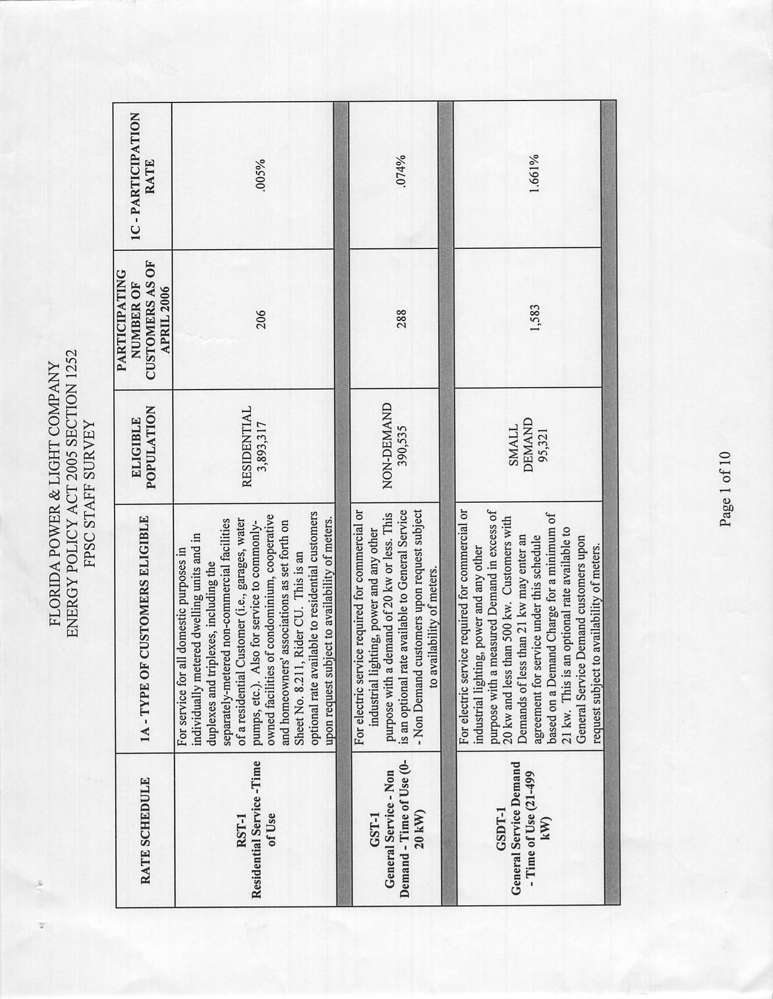 FLORIDA POWER & LIGHT COMPANY
ENERGY POLICY ACT 2005 SECTION 1252
FPSC STAFF SURVEY
RATE SCHEDULE
1A - TYPE OF CUSTOMERS ELIGIBLE
ELIGIBLE
POPULATION
PARTICIPATING
NUMBER OF
CUSTOMERS AS OF
APRIL 2006
1C - PARTICIPATION
RATE
RST-1
Residential Service -Time
of Use
For service for all domestic purposes in
individually metered dwelling units and in
duplexes and triplexes, including the
separately-metered non-commercial facilities
of a residential Customer (i.e., garages, water
pumps, etc.). Also for service to commonly-
owned facilities of condominium, cooperative
and homeowners' associations as set forth on
Sheet No. 8.211, Rider CU. This is an
optional rate available to residential customers
upon request subject to availability of meters.
RESIDENTIAL
3,893,317
206
.005%
GST-1
General Service - Non
Demand - Time of Use (0-
20 kW)
For electric service required for commercial or
industrial lighting, power and any other
purpose with a demand of 20 kw or less. This
is an optional rate available to General Service
- Non Demand customers upon request subject
to availability of meters.
NON-DEMAND
390,535
288
.074%
GSDT-1
General Service Demand
- Time of Use (21-499
kW)
For electric service required for commercial or
industrial lighting, power and any other
purpose with a measured Demand in excess of
20 kw and less than 500 kw. Customers with
Demands of less than 21 kw may enter an
agreement for service under this schedule
based on a Demand Charge for a minimum of
21 kw. This is an optional rate available to
General Service Demand customers upon
request subject to availability of meters.
SMALL
DEMAND
95,321
1,583
1.661%
Page 1 of 10